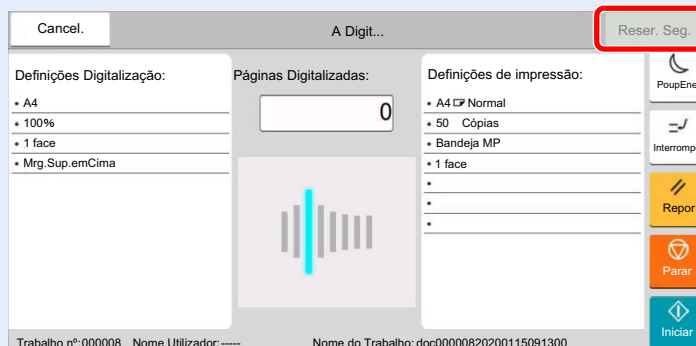 Cancel.
A Digit...
Reser. Seg.
Definições Digitalização:
• A4
• 100%
• 1 face
• Mrg.Sup.emCima
Páginas Digitalizadas:
0
Definições de impressão:
• A4 Normal
• 50 Cópias
• Bandeja MP
• 1 face
•
•
•
PoupEne
Interromp
Repor
Parar
Iniciar
Trabalho nº:000008 Nome Utilizador:----- Nome do Trabalho: doc00000820200115091300